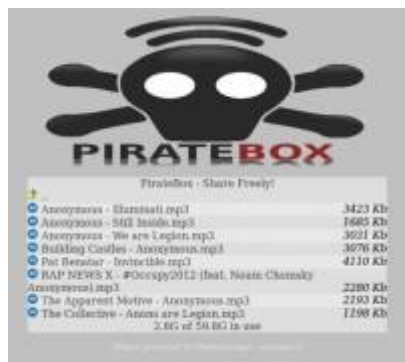 PIRATEBOX
PirateBox - Share Freely!
..
Anonymous - Illuminati.mp3 3423 Kb
Anonymous - Still Inside.mp3 1685 Kb
Anonymous - We are Legion.mp3 3031 Kb
Building Castles - Anonymous.mp3 3076 Kb
Pat Benatar - Invincible.mp3 4110 Kb
RAP NEWS X - #Occupy2012 (feat. Noam Chomsky
Anonymous).mp3 2280 Kb
The Apparent Motive - Anonymous.mp3 2193 Kb
The Collective - Anons are Legion.mp3 1198 Kb
2.8G of 59.8G in use